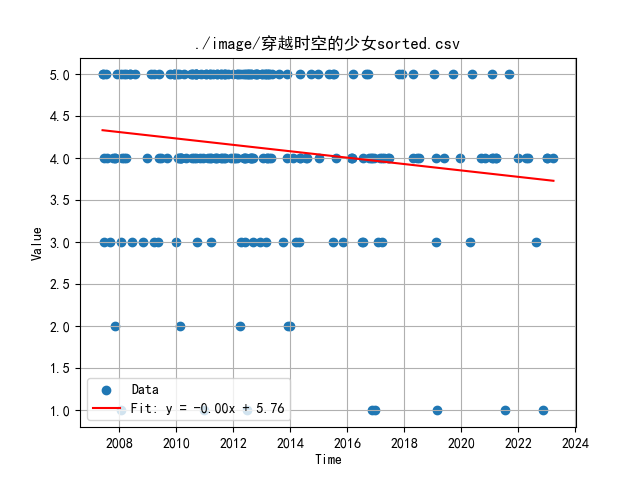 ./image/穿越时空的少女sorted.csv
Value
5.0
4.5
4.0
3.5
3.0
2.5
2.0
1.5
1.0
Data
Fit: y = -0.00x + 5.76
2008 2010 2012 2014 2016 2018 2020 2022 2024
Time